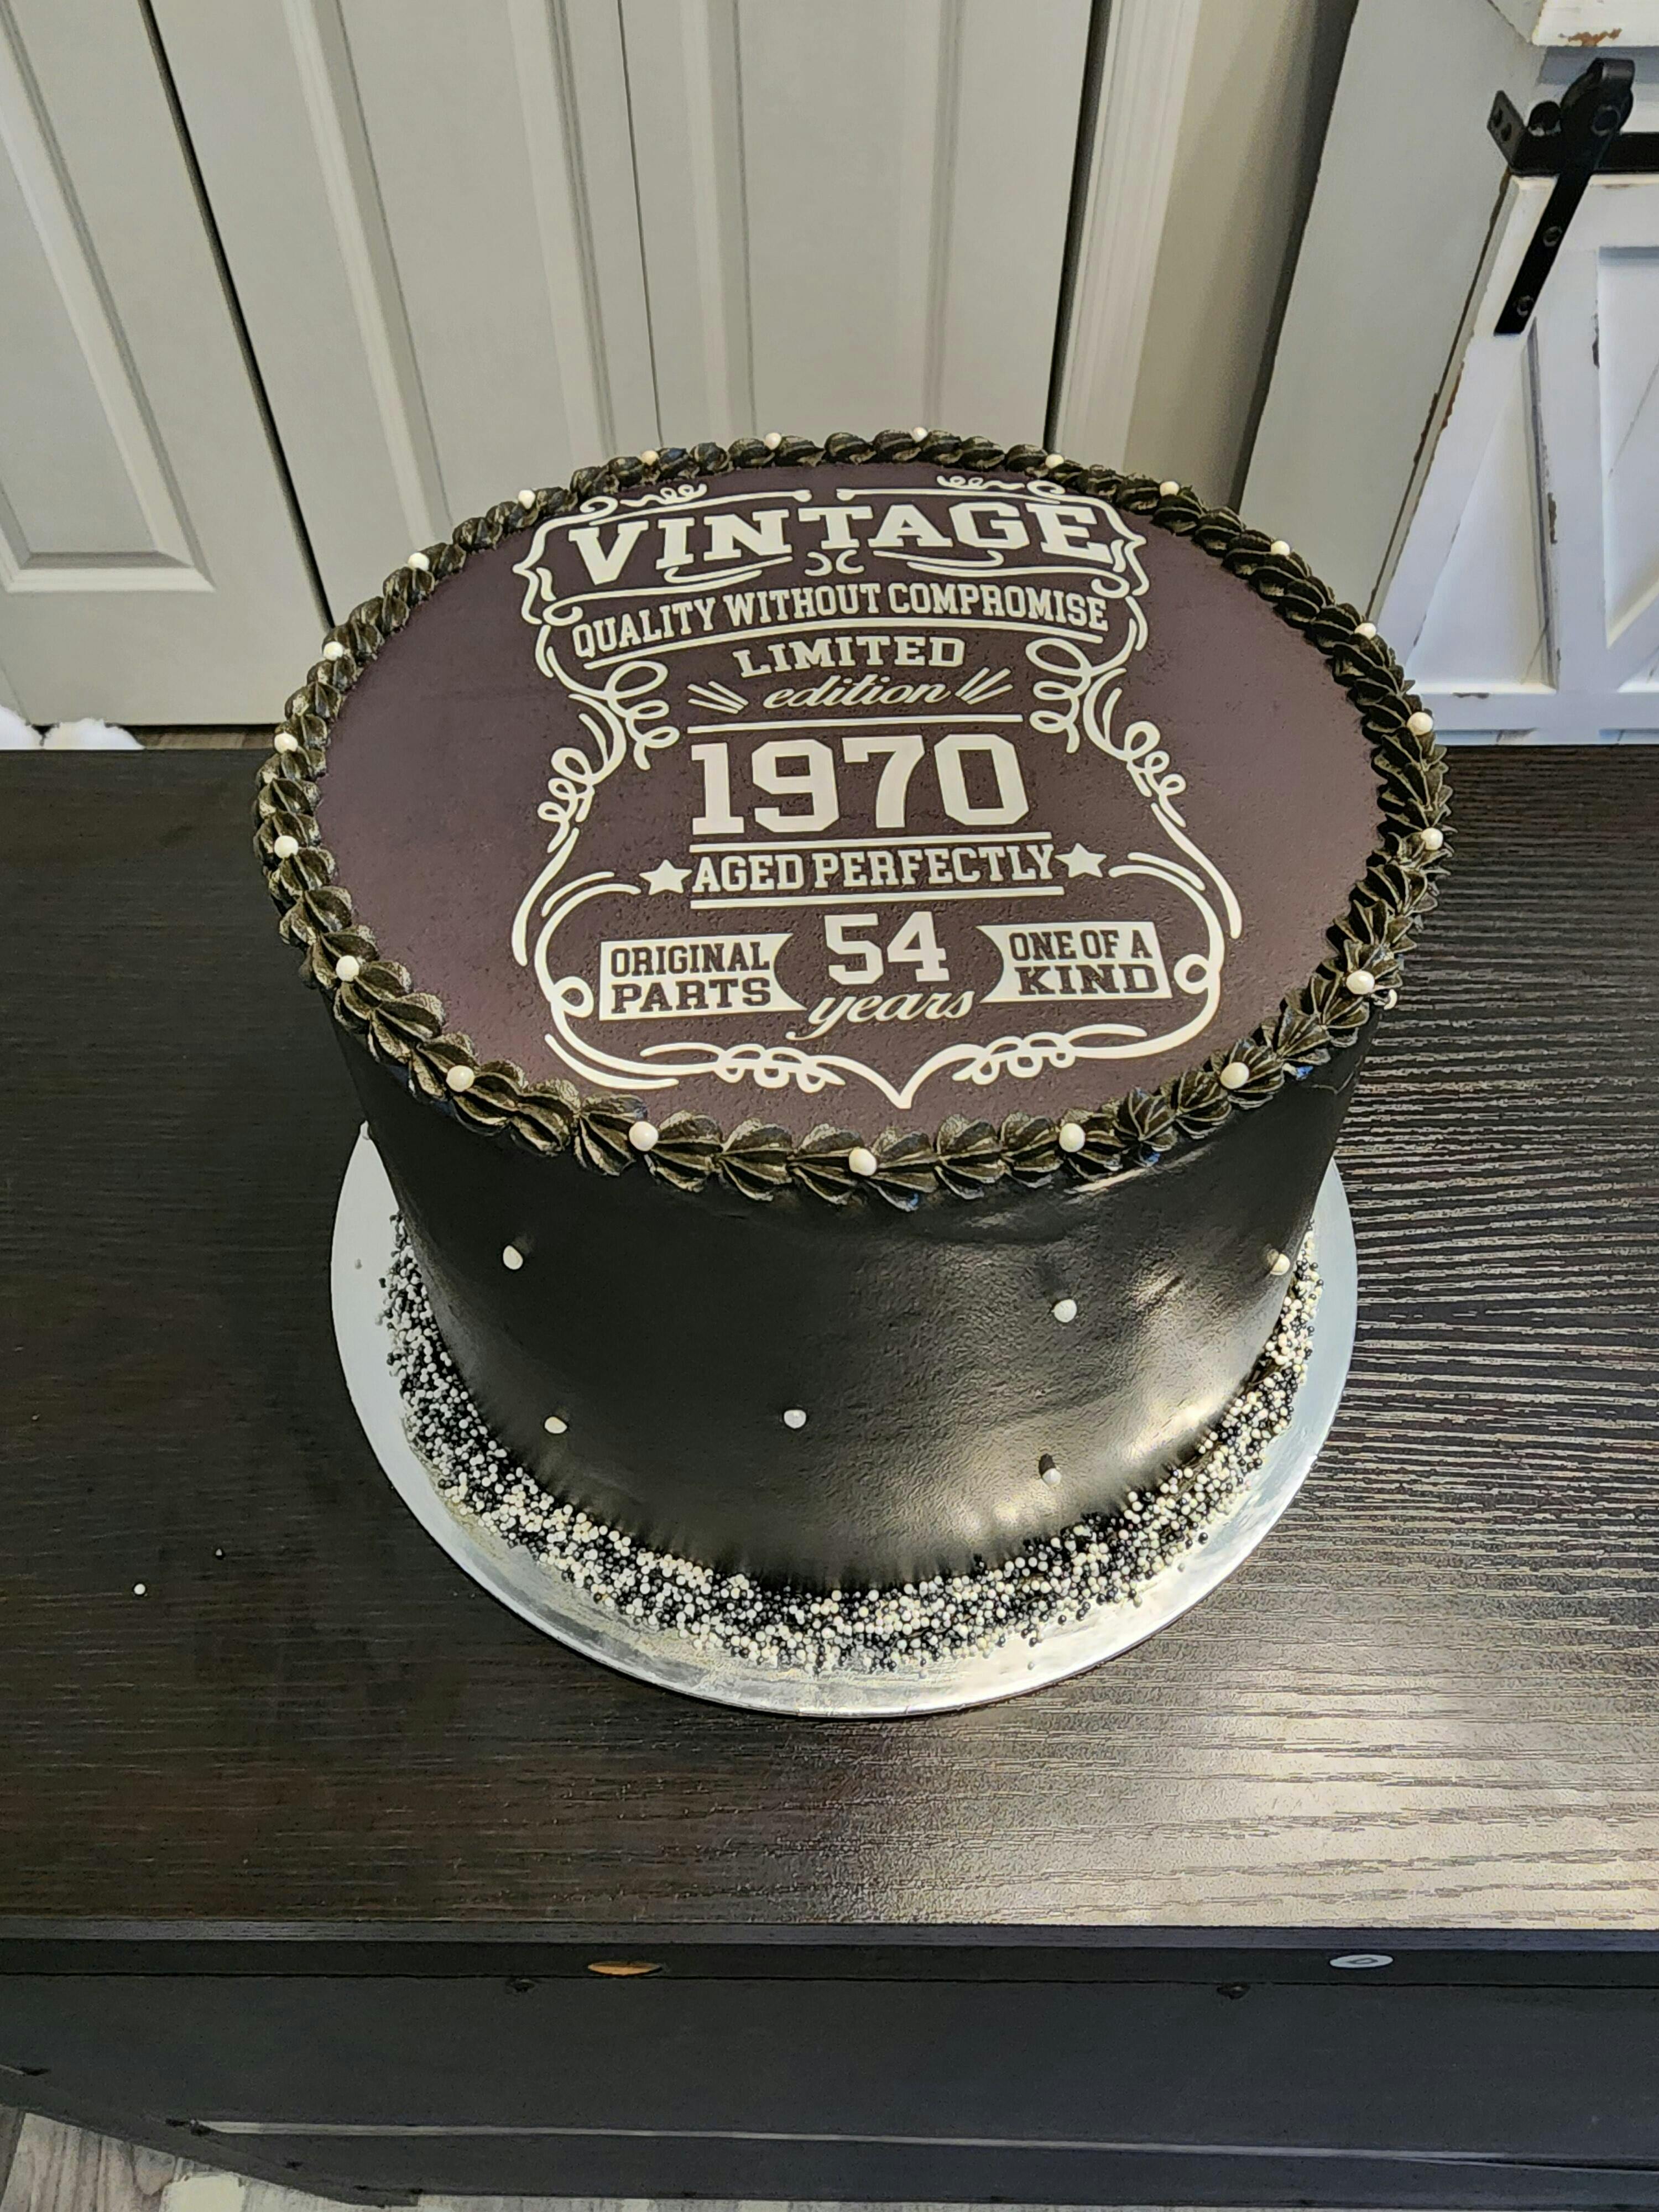 VINTAGE
QUALITY WITHOUT COMPROMISE
LIMITED
edition
1970
AGED PERFECTLY
ORIGINAL
PARTS
54
years
ONE OF A
KIND